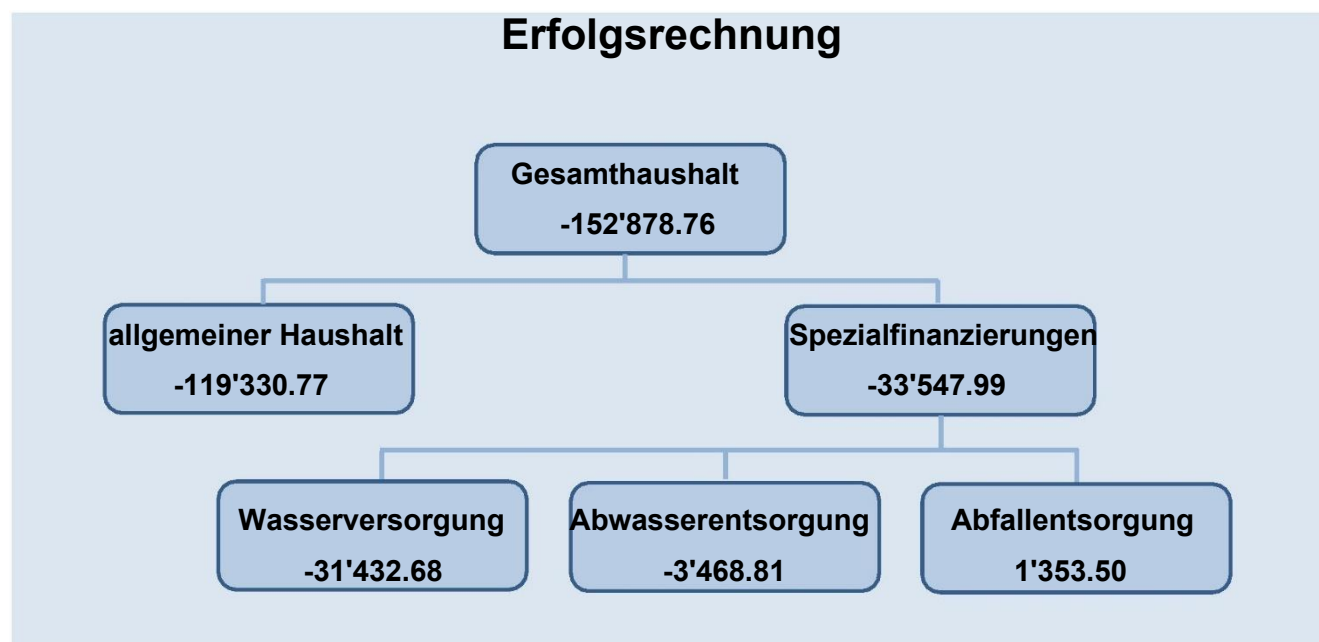 Erfolgsrechnung
Gesamthaushalt
-152'878.76
allgemeiner Haushalt
-119'330.77
Spezialfinanzierungen
-33'547.99
Wasserversorgung
-31'432.68
Abwasserentsorgung
-3'468.81
Abfallentsorgung
1'353.50